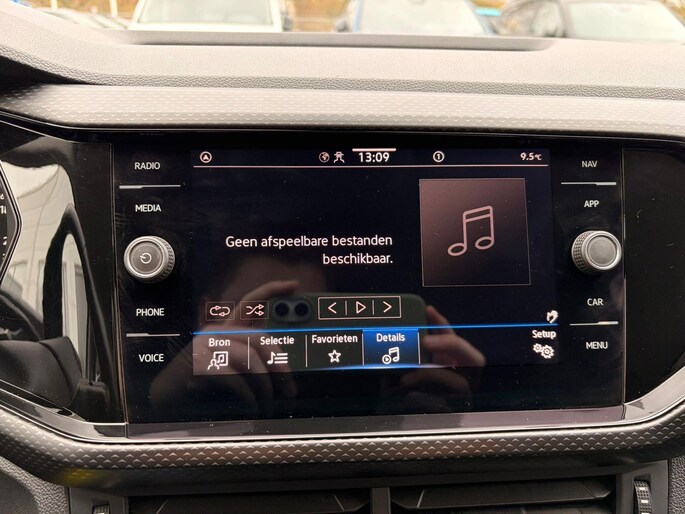 RADIO
MEDIA
PHONE
VOICE
13:09
1
9.5°C
Geen afspeelbare bestanden
beschikbaar.
Bron
Selectie
Favorieten
Details
Setup
NAV
APP
CAR
MENU